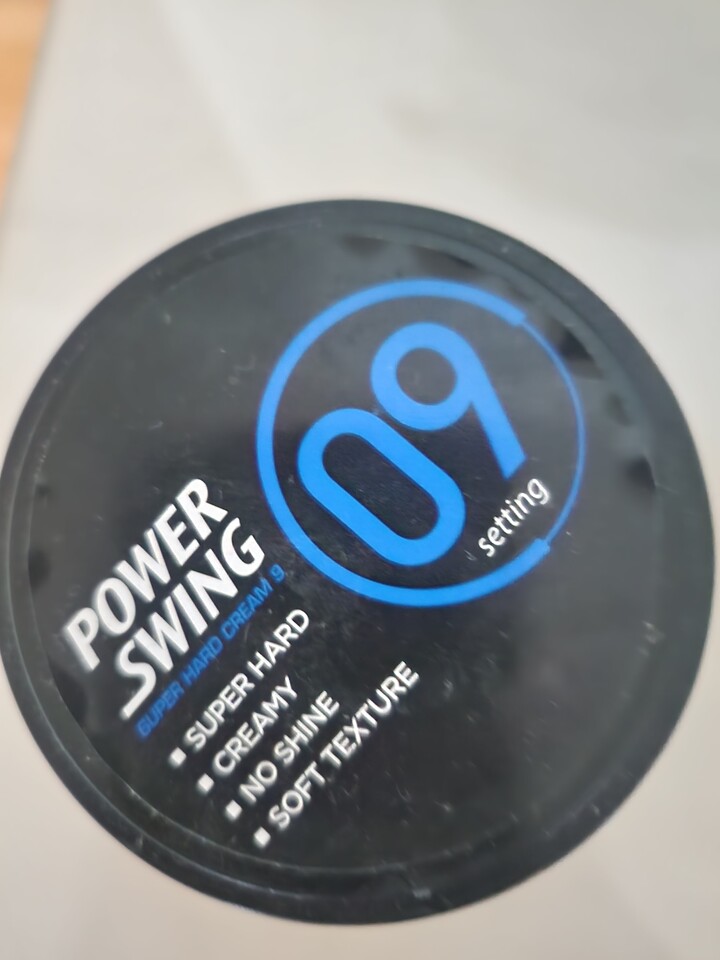 09
setting
POWER
SWING
SUPER HARD CREAM 9
▪ SUPER HARD
▪ CREAMY
▪ NO SHINE
▪ SOFT TEXTURE